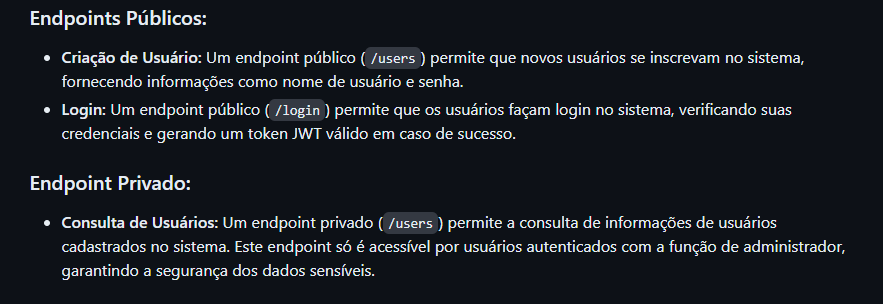 Endpoints Públicos:
• Criação de Usuário: Um endpoint público (/users) permite que novos usuários se inscrevam no sistema,
fornecendo informações como nome de usuário e senha.
• Login: Um endpoint público (/login) permite que os usuários façam login no sistema, verificando suas
credenciais e gerando um token JWT válido em caso de sucesso.
Endpoint Privado:
• Consulta de Usuários: Um endpoint privado (/users) permite a consulta de informações de usuários
cadastrados no sistema. Este endpoint só é acessível por usuários autenticados com a função de administrador,
garantindo a segurança dos dados sensíveis.